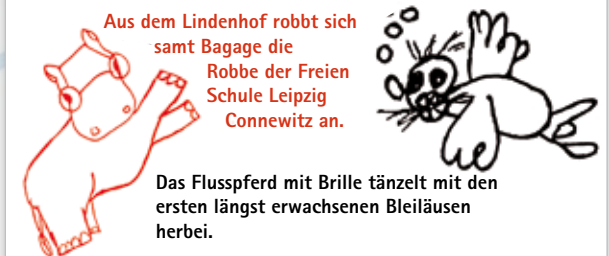 Aus dem Lindenhof robbt sich
samt Bagage die
Robbe der Freien
Schule Leipzig
Connewitz an.
Das Flusspferd mit Brille tänzelt mit den
ersten längst erwachsenen Bleiläusen
herbei.